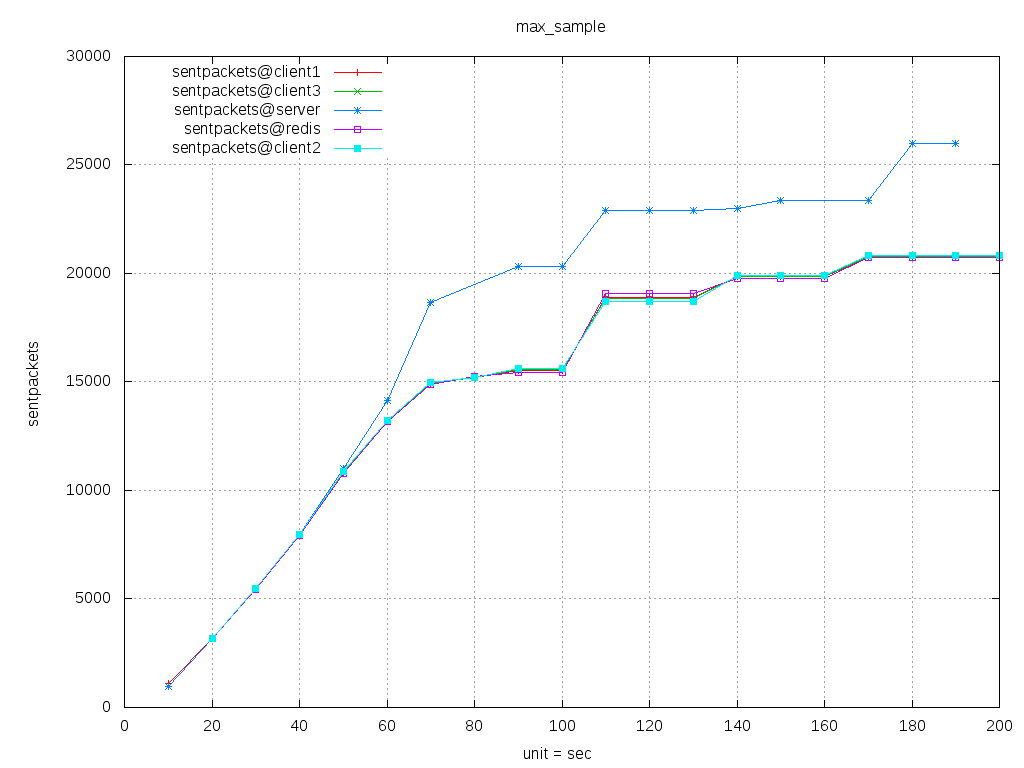 max_sample
30000
25000
20000
15000
10000
5000
0
sentpackets
sentpackets@client1
sentpackets@client3
sentpackets@server
sentpackets@redis
sentpackets@client2
0 20 40 60 80 100 120 140 160 180 200
unit = sec